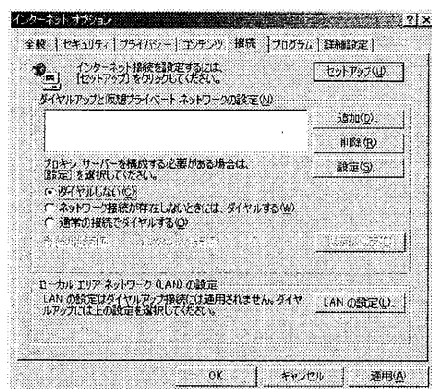 インターネット オプション
全般
セキュリティ
プライバシー
コンテンツ
接続
プログラム
詳細設定
インターネット接続を設定するには、
[セットアップ] をクリックしてください。
セットアップ(U)
ダイヤルアップと仮想プライベート ネットワークの設定(N)
追加(D)
削除(R)
プロキシ サーバーを構成する必要がある場合は、
[設定] を選択してください。
設定(S)
ダイヤルしない(C)
ネットワーク接続が存在しないときには、ダイヤルする(W)
通常の接続でダイヤルする(O)
ローカル エリア ネットワーク (LAN) の設定
LAN の設定はダイヤルアップ接続には適用されません。ダイヤ
ルアップには上の設定を選択してください。
LAN の設定(L)
OK
キャンセル
適用(A)